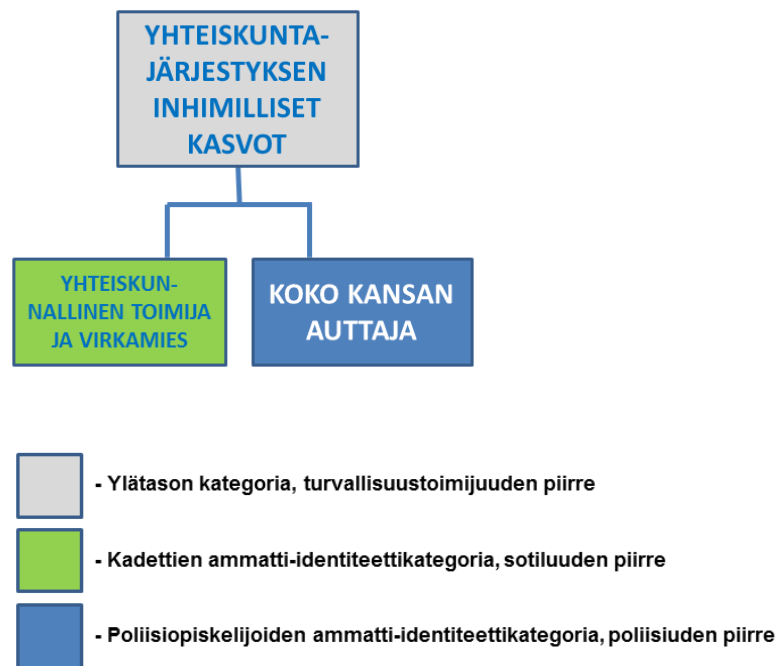 YHTEISKUNTA-
JÄRJESTYKSEN
INHIMILLISET
KASVOT
YHTEISKUN-
NALLINEN TOIMIJA
JA VIRKAMIES
KOKO KANSAN
AUTTAJA
- Ylätason kategoria, turvallisuustoimijuuden piirre
- Kadettien ammatti-identiteettikategoria, sotiluuden piirre
- Poliisiopiskelijoiden ammatti-identiteettikategoria, poliisiuden piirre